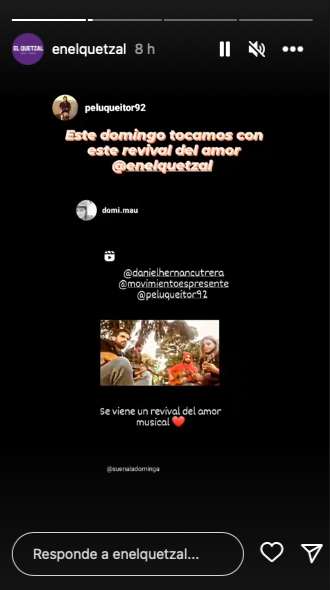 EL QUETZAL
enelquetzal 8 h
peluqueitor92
Este domingo tocamos con
este revival del amor
@enelquetzal
domi.mau
@danielhernancutrera
@movimientoespresente
@peluqueitor92
Se viene un revival del amor
musical ❤️
@suenaladominga
Responde a enelquetzal...